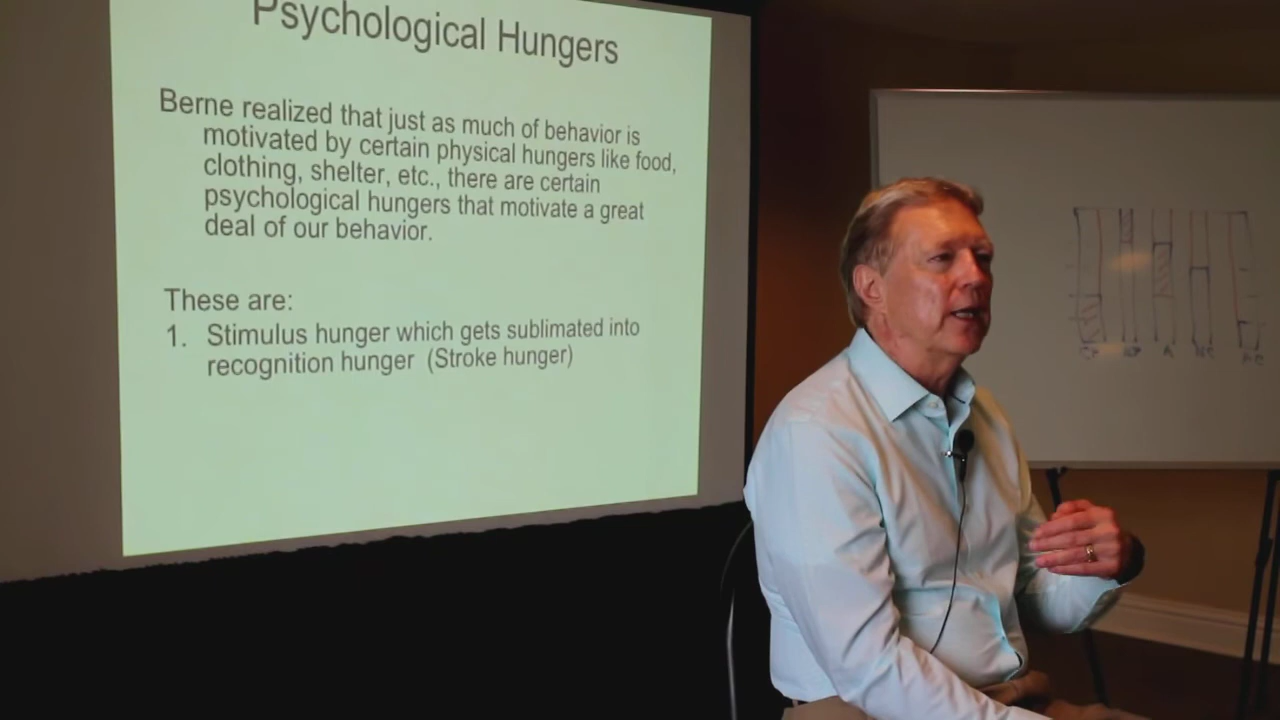 Psychological Hungers
Berne realized that just as much of behavior is
motivated by certain physical hungers like food,
clothing, shelter, etc., there are certain
psychological hungers that motivate a great
deal of our behavior.
These are:
1. Stimulus hunger which gets sublimated into
recognition hunger (Stroke hunger)